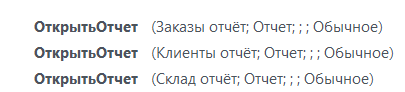 ОткрытьОтчет (Заказы отчёт; Отчет; ; ; Обычное)
ОткрытьОтчет (Клиенты отчёт; Отчет; ; ; Обычное)
ОткрытьОтчет (Склад отчёт; Отчет; ; ; Обычное)